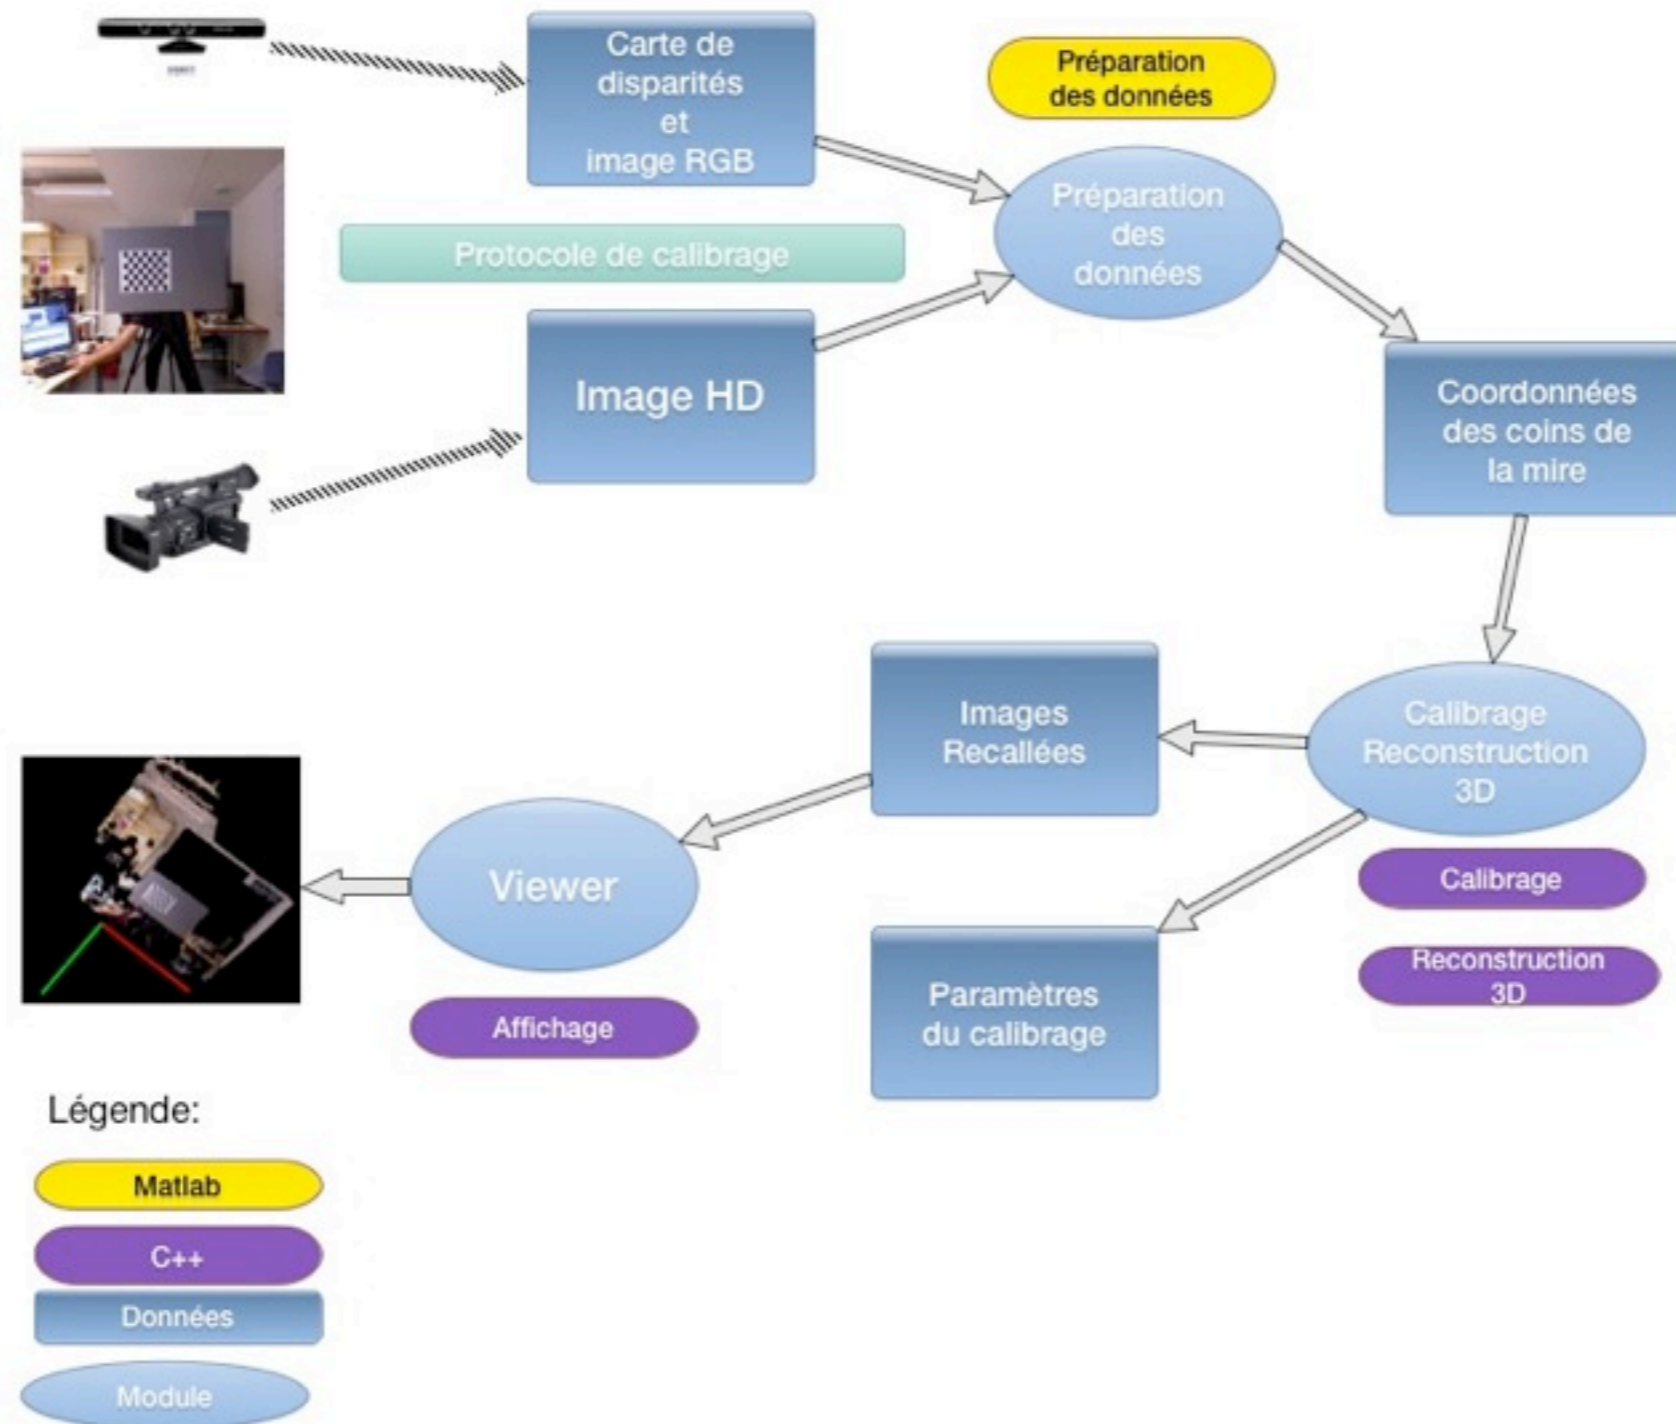 Carte de
disparités
et
image RGB
Préparation
des données
Préparation
des
données
Protocole de calibrage
Image HD
Coordonnées
des coins de
la mire
Images
Recallées
Calibrage
Reconstruction
3D
Viewer
Calibrage
Reconstruction
3D
Paramètres
du calibrage
Affichage
Légende:
Matlab
C++
Données
Module